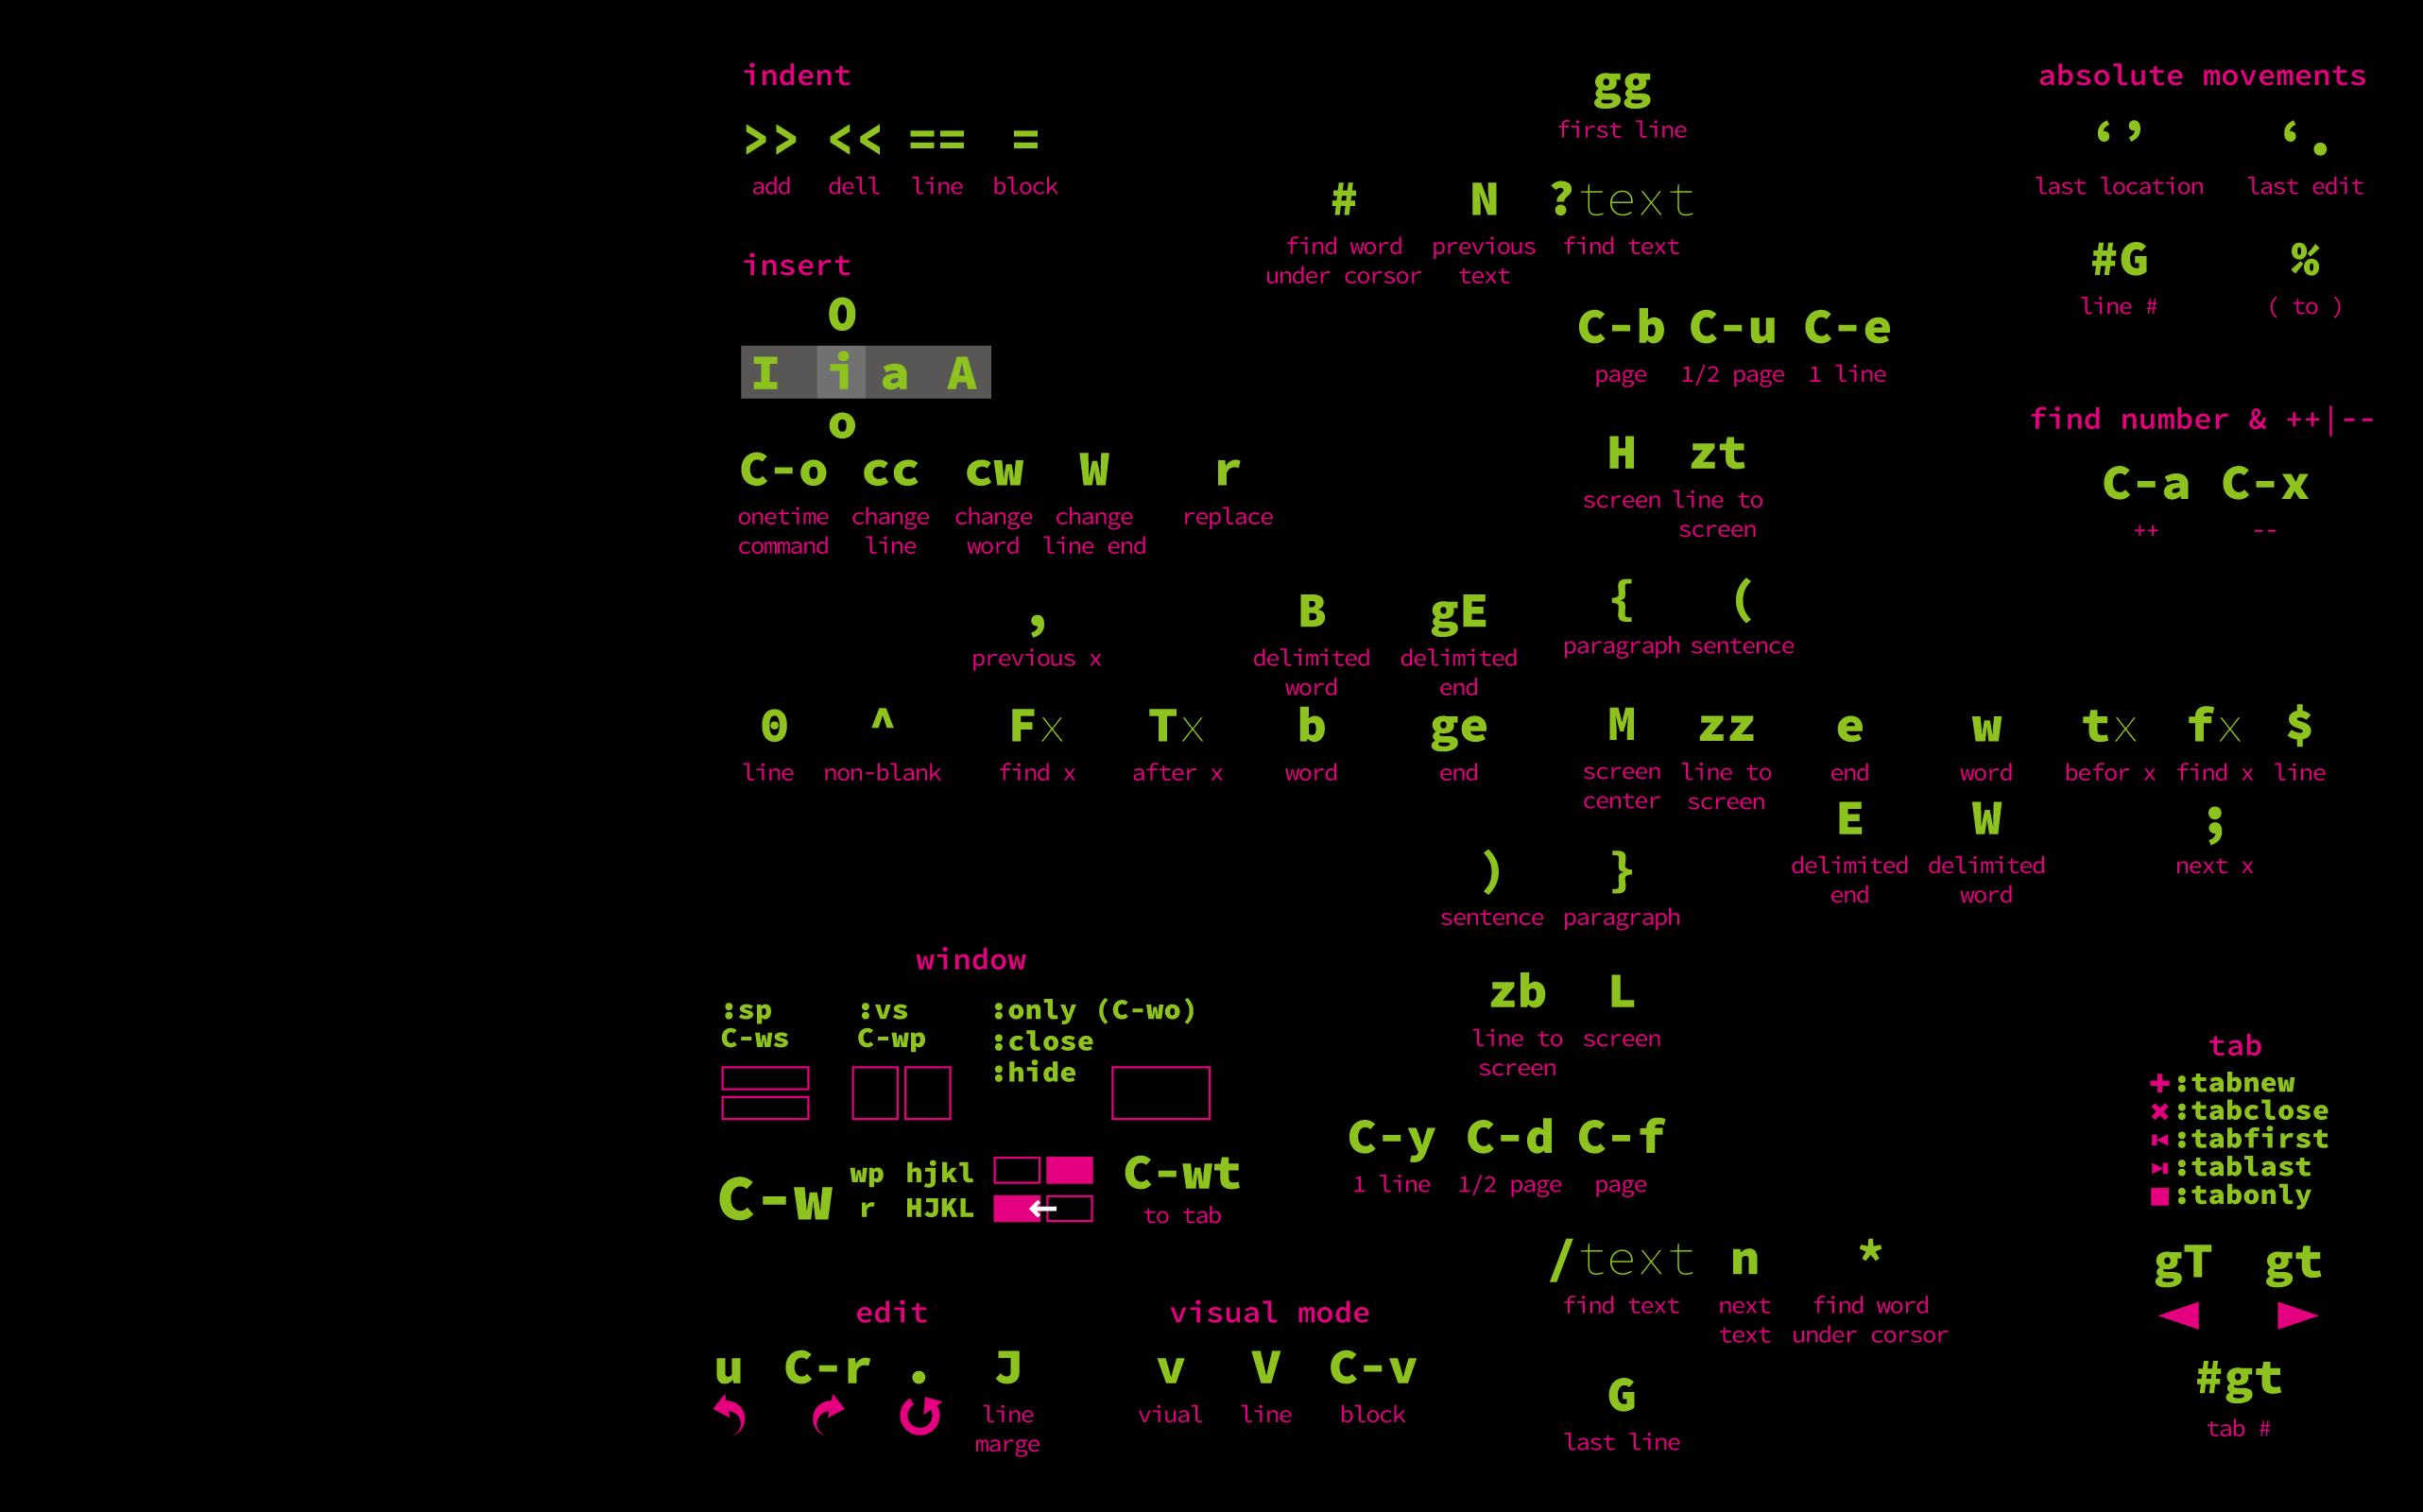 indent
>> << == =
add dell line block
insert
O
I i a A
o
C-o cc cw W r
onetime command change line change word change line end replace
gg
first line
# N ?text
find word under corsor previous text find text
C-b C-u C-e
page 1/2 page 1 line
H zt
screen line to screen
{ (
paragraph sentence
absolute movements
‘’ ‘.
last location last edit
#G %
line # ( to )
find number & ++|--
C-a C-x
++ --
,
previous x
B gE
delimited word delimited end
0 ^ Fx Tx b ge M zz e w tx fx $
line non-blank find x after x word end screen center line to screen end word befor x find x line
E W ;
delimited end delimited word next x
) }
sentence paragraph
zb L
line to screen screen
C-y C-d C-f
1 line 1/2 page page
/text n *
find text next text find word under corsor
G
last line
window
:sp :vs :only (C-wo)
C-ws C-wp :close
:hide
C-w wp hjkl C-wt
r HJKL to tab
edit
u C-r . J
line
marge
visual mode
v V C-v
viual line block
tab
:tabnew
:tabclose
:tabfirst
:tablast
:tabonly
gT gt
#gt
tab #